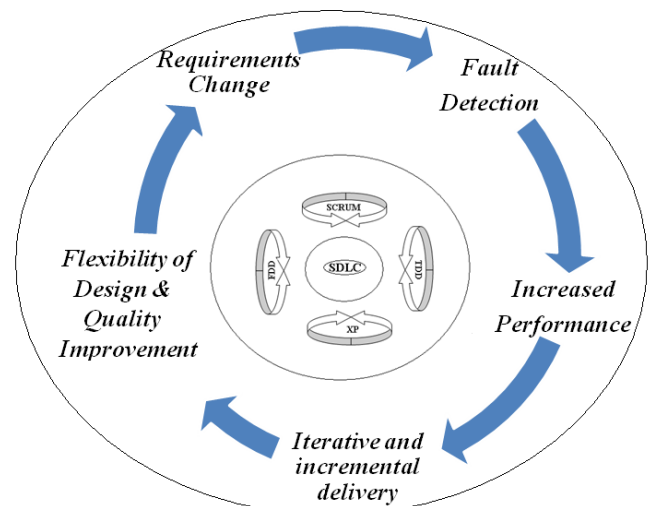 Requirements
Change
Fault
Detection
Increased
Performance
Iterative and
incremental
delivery
Flexibility of
Design &
Quality
Improvement
SCRUM
TDD
XP
FDD
SDLC